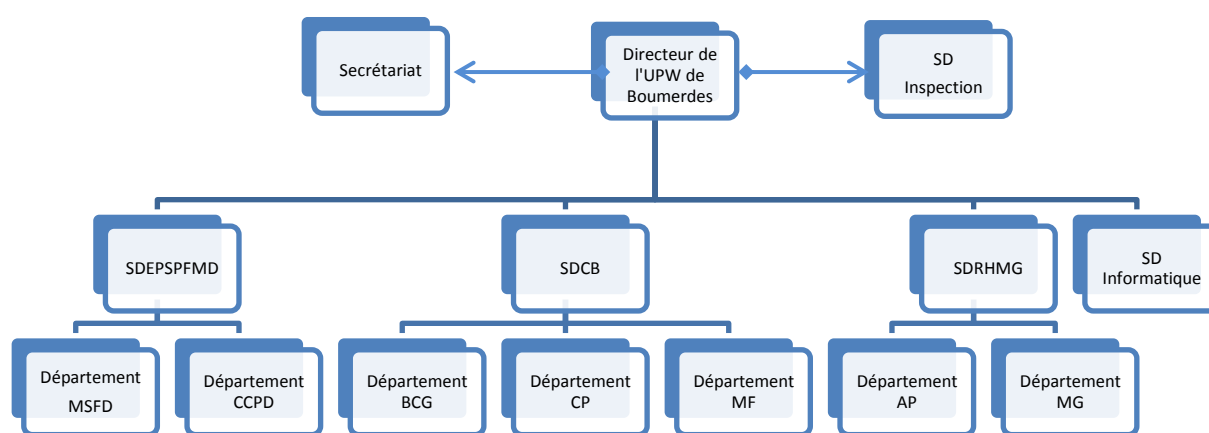 Secrétariat
Directeur de
l'UPW de
Boumerdes
SD
Inspection
SDEPSPFMD
SDCB
SDRHMG
SD
Informatique
Département
MSFD
Département
CCPD
Département
BCG
Département
CP
Département
MF
Département
AP
Département
MG